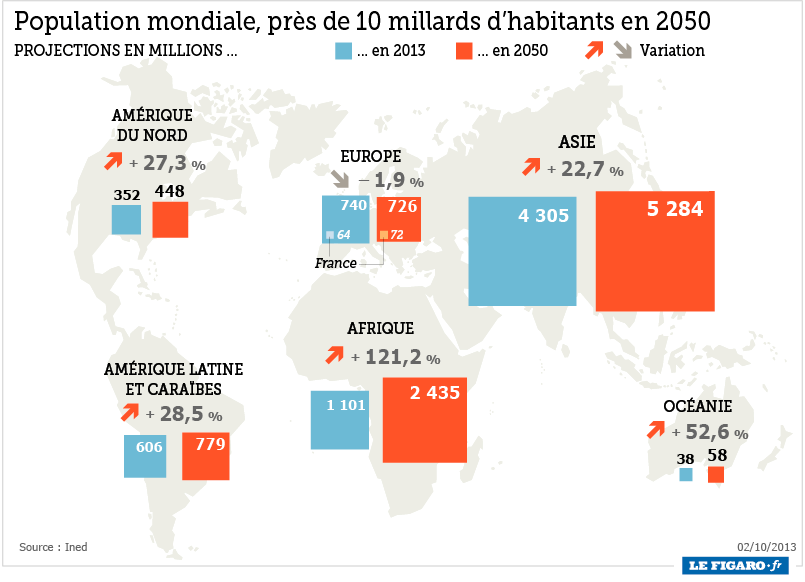 Population mondiale, près de 10 millards d'habitants en 2050
PROJECTIONS EN MILLIONS ... ... en 2013 ... en 2050 Variation
AMÉRIQUE
DU NORD
+ 27,3 %
352 448
EUROPE
– 1,9 %
740 726
64 72
France
ASIE
+ 22,7 %
4 305 5 284
AFRIQUE
+ 121,2 %
1 101 2 435
AMÉRIQUE LATINE
ET CARAÏBES
+ 28,5 %
606 779
OCÉANIE
+ 52,6 %
38 58
Source : Ined
02/10/2013
LE FIGARO·fr